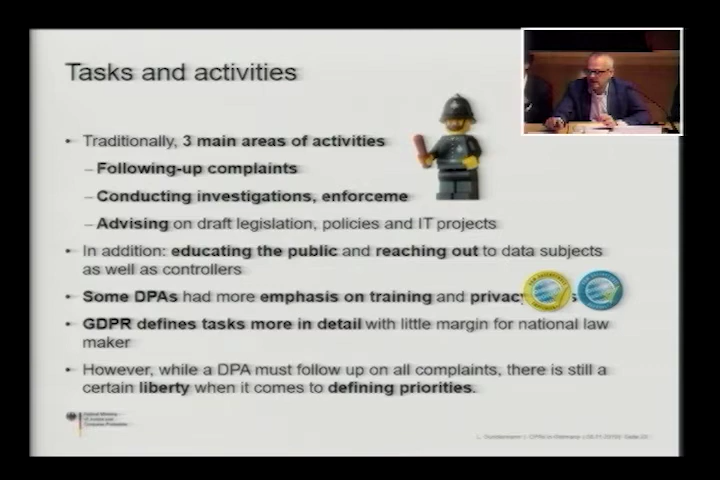 Tasks and activities
• Traditionally, 3 main areas of activities
– Following-up complaints
– Conducting investigations, enforceme
– Advising on draft legislation, policies and IT projects
• In addition: educating the public and reaching out to data subjects
as well as controllers
• Some DPAs had more emphasis on training and privacy
• GDPR defines tasks more in detail with little margin for national law
maker
• However, while a DPA must follow up on all complaints, there is still a
certain liberty when it comes to defining priorities.